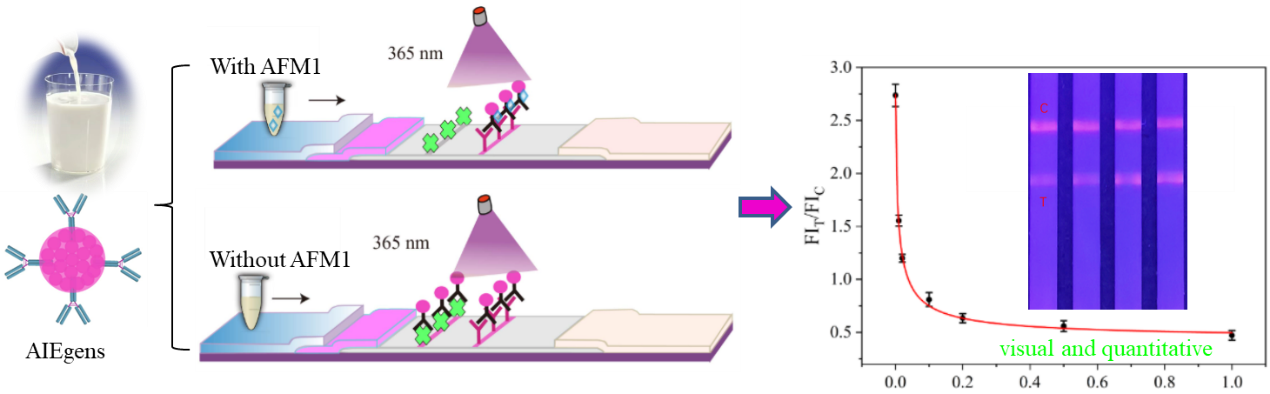 With AFM1
365 nm
Without AFM1
365 nm
AIEgens
FIT/FIC
3.0
2.5
2.0
1.5
1.0
0.5
0.0 0.2 0.4 0.6 0.8 1.0
C
T
visual and quantitative